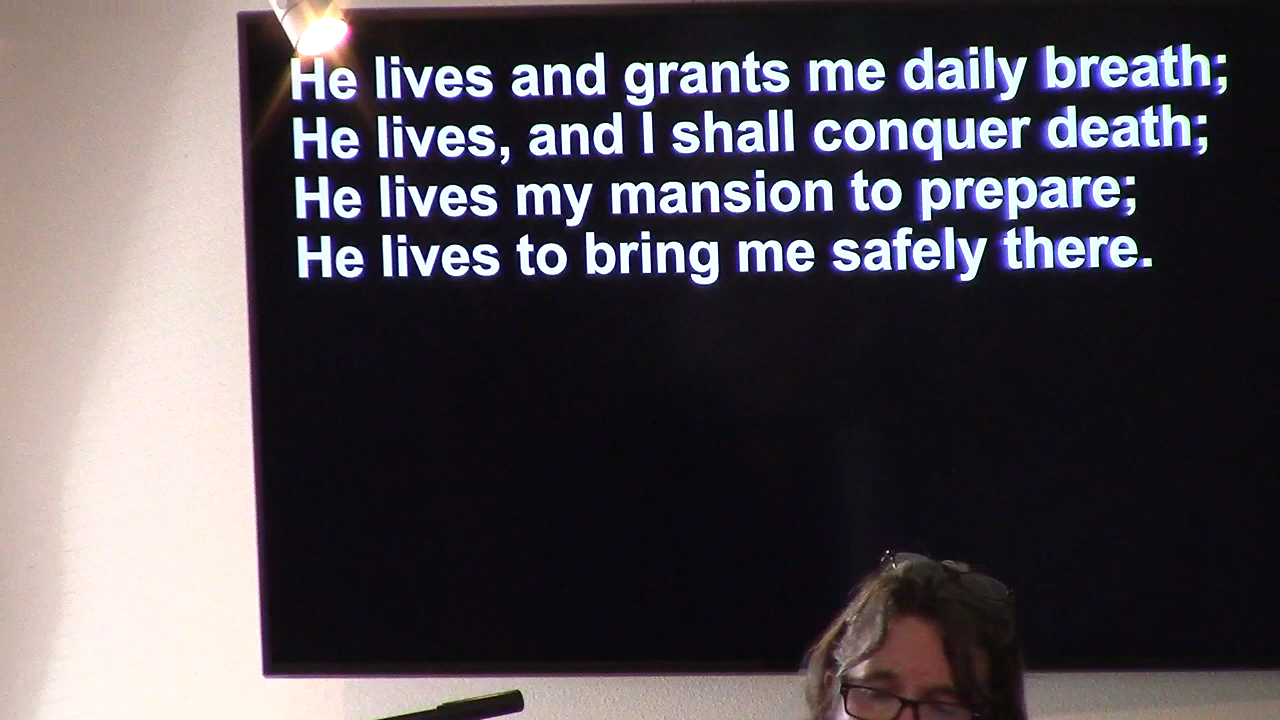 He lives and grants me daily breath;
He lives, and I shall conquer death;
He lives my mansion to prepare;
He lives to bring me safely there.